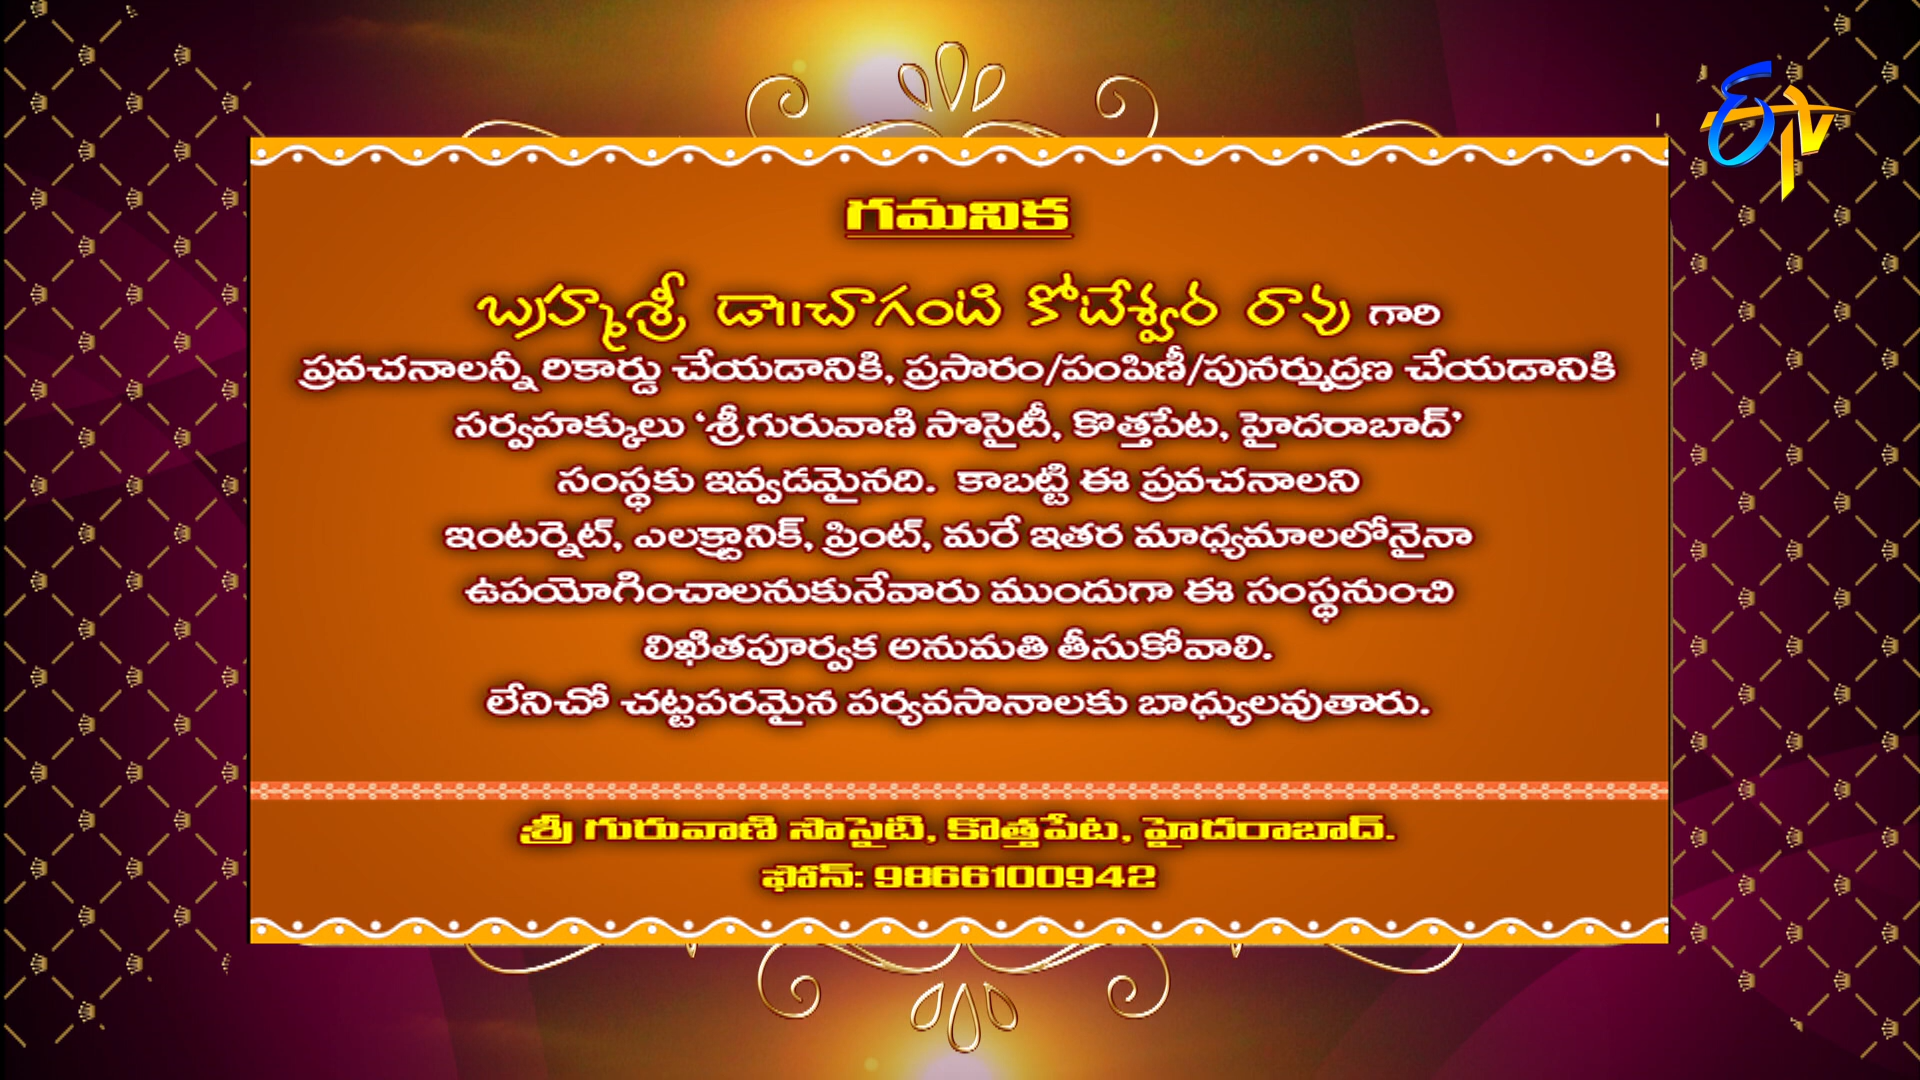 ETV
గమనిక
బ్రహ్మశ్రీ డా||చాగంటి కోటేశ్వర రావు గారి
ప్రవచనాలన్నీ రికార్డు చేయడానికి, ప్రసారం/పంపిణీ/పునర్ముద్రణ చేయడానికి
సర్వహక్కులు ‘శ్రీగురువాణి సొసైటీ, కొత్తపేట, హైదరాబాద్’
సంస్థకు ఇవ్వడమైనది. కాబట్టి ఈ ప్రవచనాలని
ఇంటర్నెట్, ఎలక్ట్రానిక్, ప్రింట్, మరే ఇతర మాధ్యమాలలోనైనా
ఉపయోగించాలనుకునేవారు ముందుగా ఈ సంస్థనుంచి
లిఖితపూర్వక అనుమతి తీసుకోవాలి.
లేనిచో చట్టపరమైన పర్యవసానాలకు బాధ్యులవుతారు.
శ్రీ గురువాణి సొసైటి, కొత్తపేట, హైదరాబాద్.
ఫోన్: 9866100942